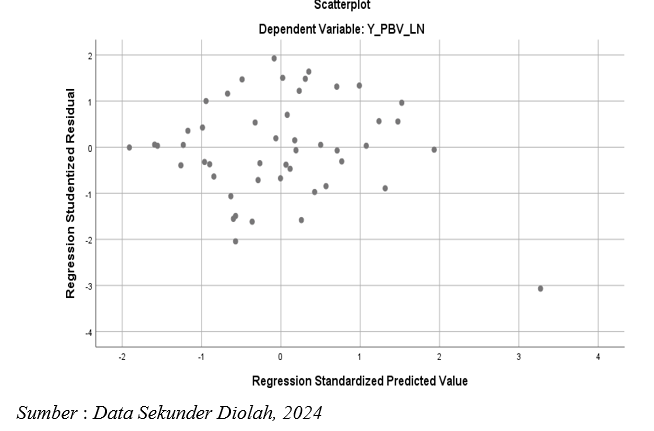 Scatterplot
Dependent Variable: Y_PBV_LN
Regression Studentized Residual
2
1
0
-1
-2
-3
-4
-2 -1 0 1 2 3 4
Regression Standardized Predicted Value
Sumber : Data Sekunder Diolah, 2024